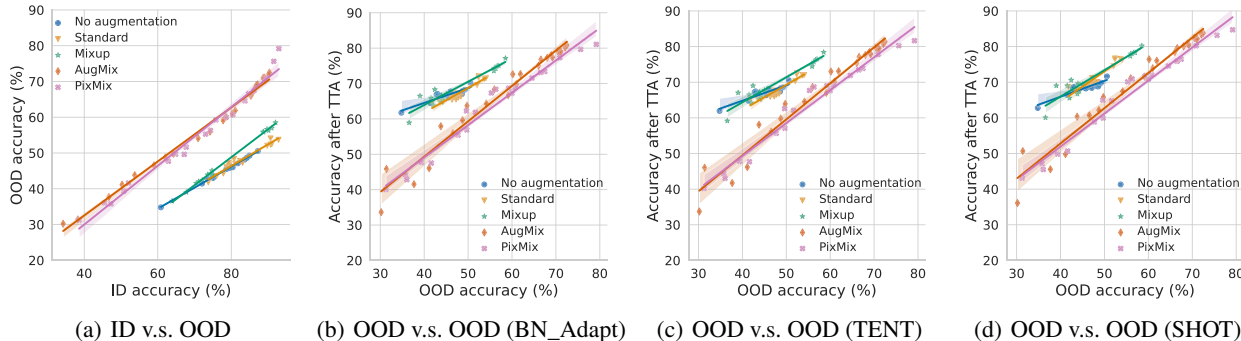 OOD accuracy (%)
90
80
70
60
50
40
30
20
40
60
80
ID accuracy (%)
No augmentation
Standard
Mixup
AugMix
PixMix
(a) ID v.s. OOD
Accuracy after TTA (%)
90
80
70
60
50
40
30
20
30
40
50
60
70
80
OOD accuracy (%)
No augmentation
Standard
Mixup
AugMix
PixMix
(b) OOD v.s. OOD (BN_Adapt)
Accuracy after TTA (%)
90
80
70
60
50
40
30
20
30
40
50
60
70
80
OOD accuracy (%)
No augmentation
Standard
Mixup
AugMix
PixMix
(c) OOD v.s. OOD (TENT)
Accuracy after TTA (%)
90
80
70
60
50
40
30
20
30
40
50
60
70
80
OOD accuracy (%)
No augmentation
Standard
Mixup
AugMix
PixMix
(d) OOD v.s. OOD (SHOT)